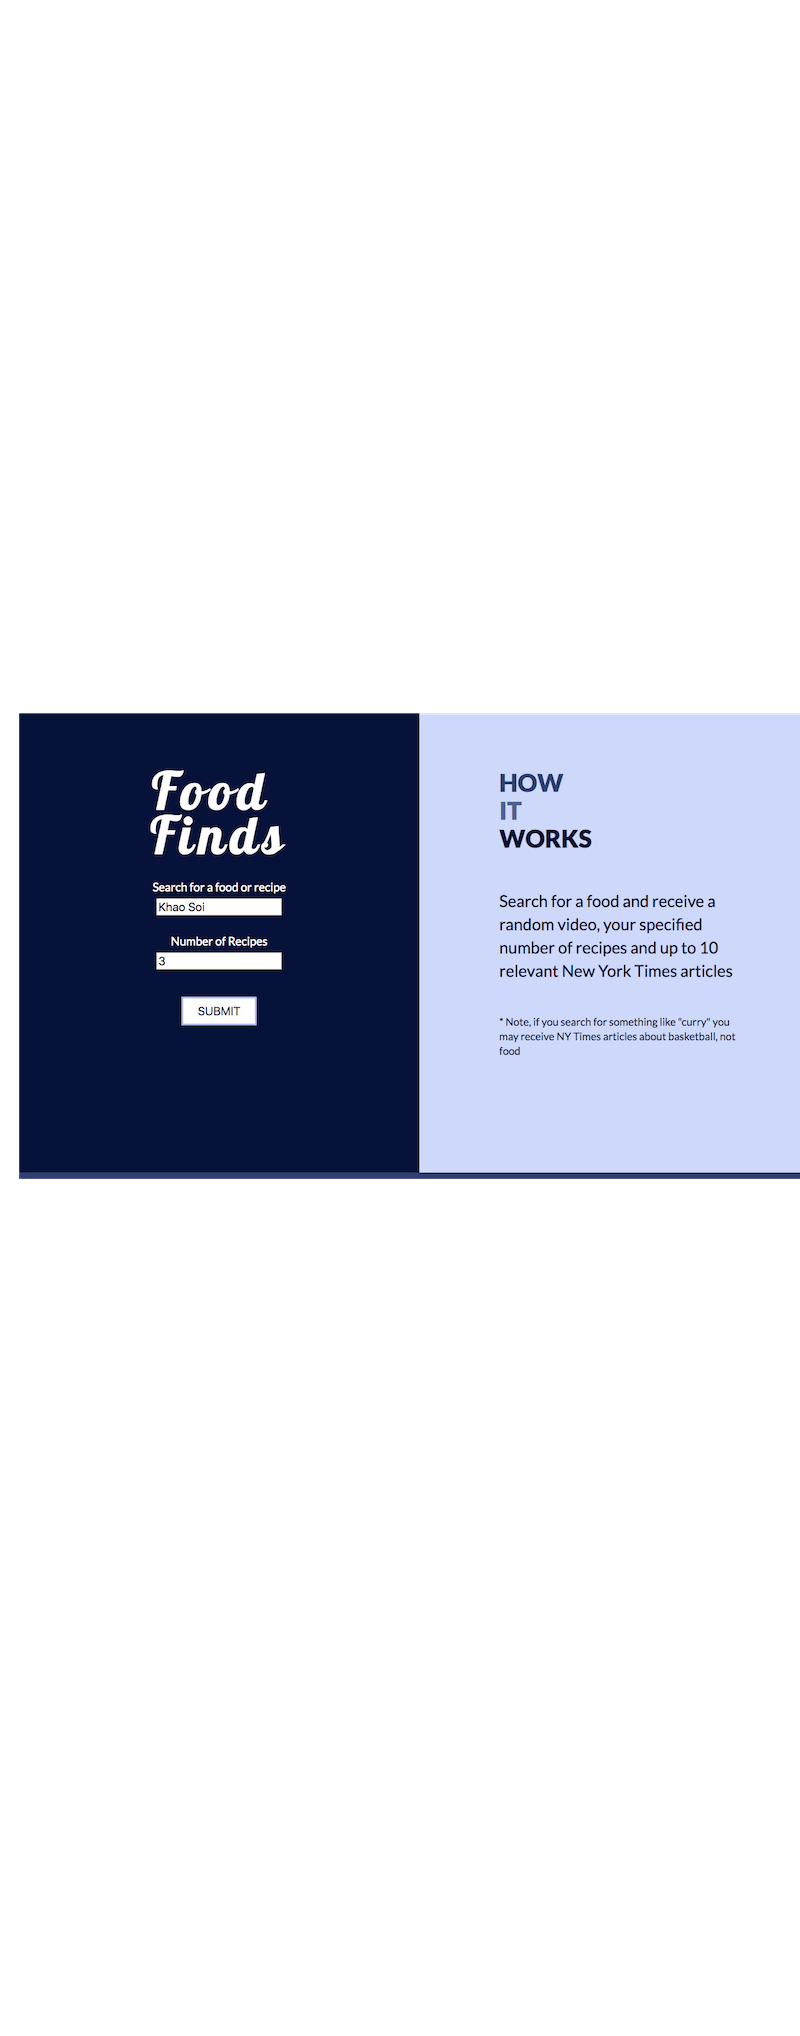 Food
Finds
Search for a food or recipe
Khao Soi
Number of Recipes
3
SUBMIT
HOW
IT
WORKS
Search for a food and receive a
random video, your specified
number of recipes and up to 10
relevant New York Times articles
* Note, if you search for something like "curry" you
may receive NY Times articles about basketball, not
food